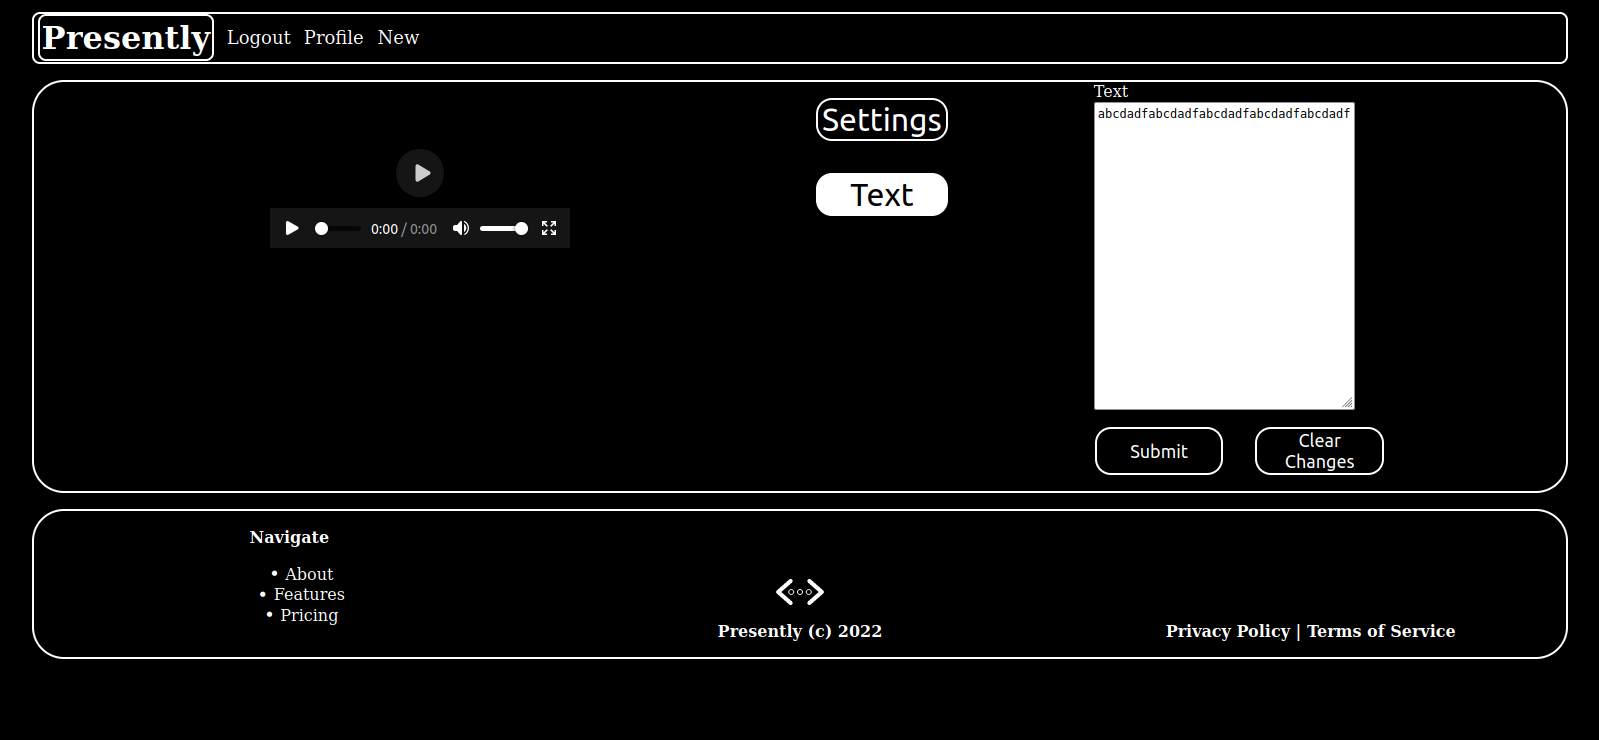 Presently Logout Profile New
Settings
Text
Text
abcdadfabcdadfabcdadfabcdadfabcdadf
0:00 / 0:00
Submit
Clear
Changes
Navigate
• About
• Features
• Pricing
Presently (c) 2022
Privacy Policy | Terms of Service